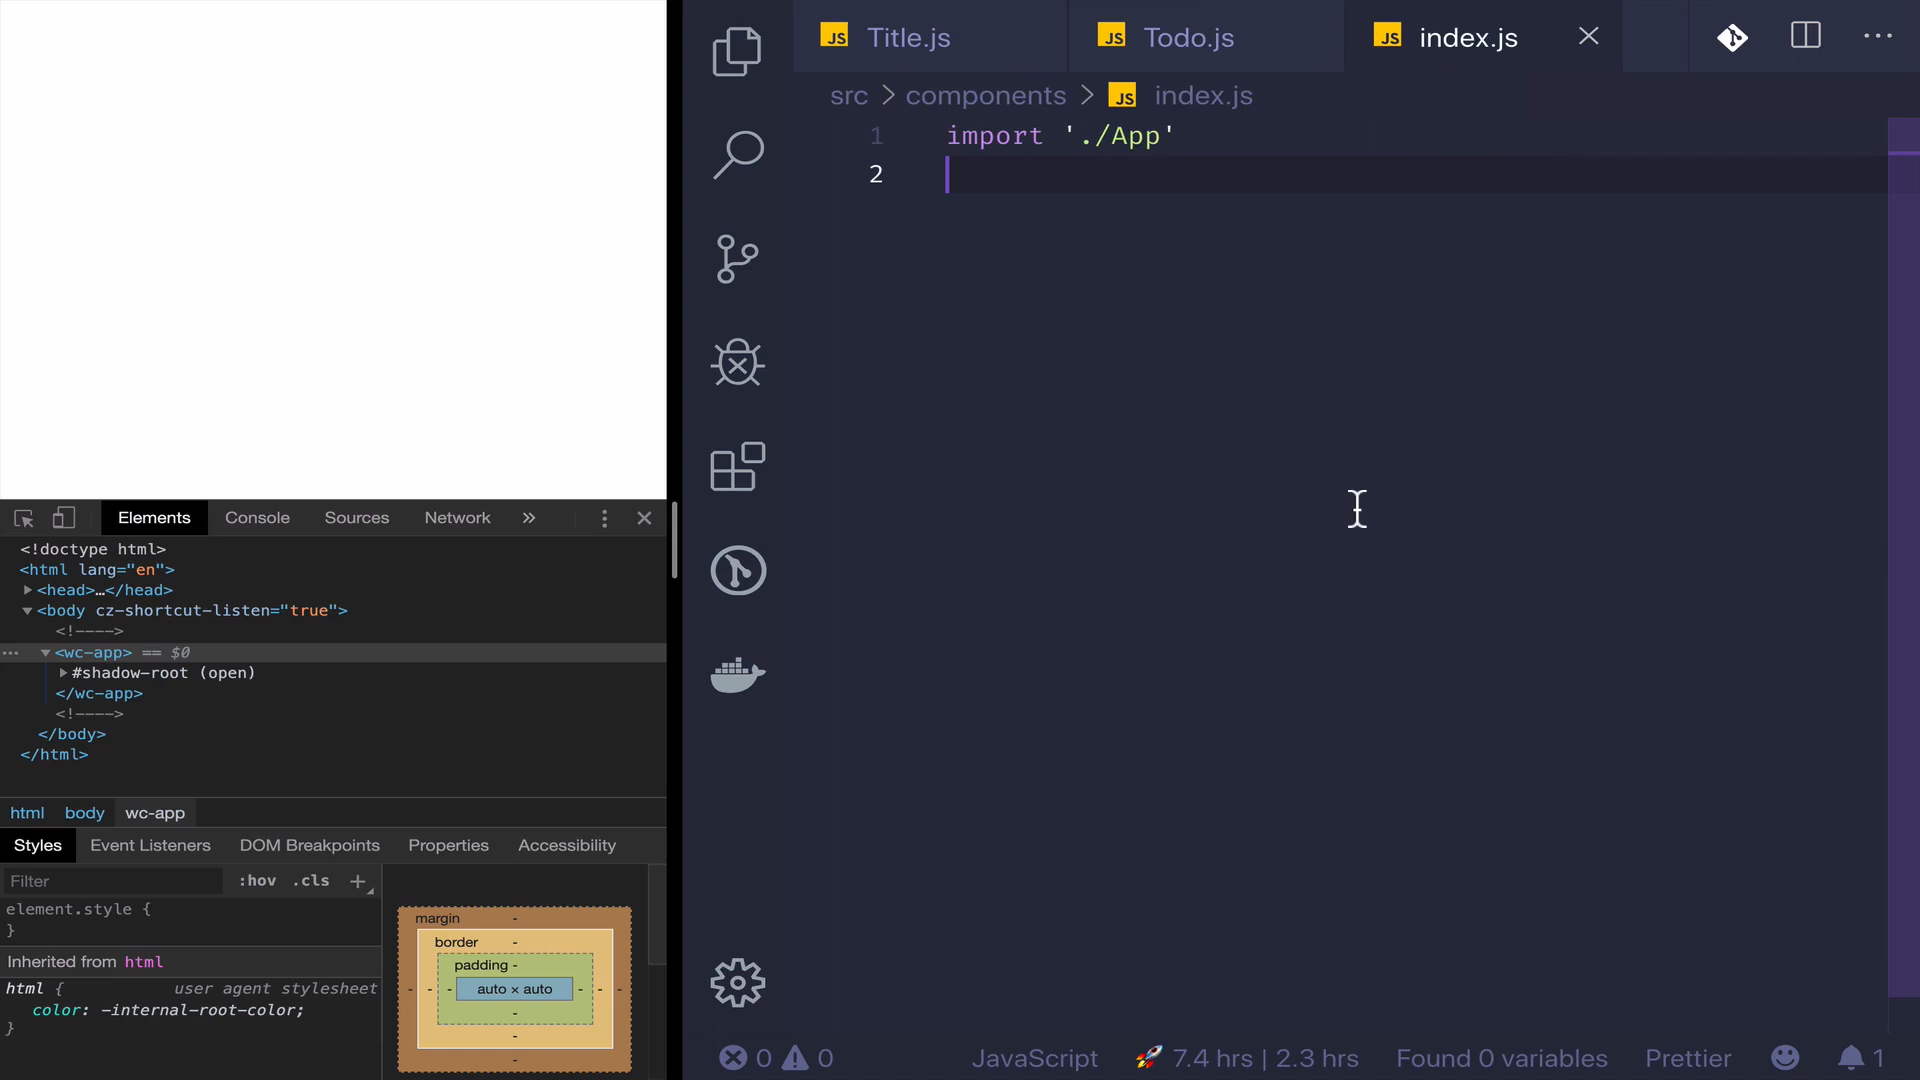 Elements Console Sources Network »
<!doctype html>
<html lang="en">
<head>…</head>
<body cz-shortcut-listen="true">
<!---->
… <wc-app> == $0
#shadow-root (open)
</wc-app>
<!---->
</body>
</html>
html body wc-app
Styles Event Listeners DOM Breakpoints Properties Accessibility
Filter :hov .cls +
element.style {
}
Inherited from html
html { user agent stylesheet
color: -internal-root-color;
}
margin -
border -
padding -
- - - auto × auto - - -
-
-
-
JS Title.js JS Todo.js JS index.js
src > components > JS index.js
1 import './App'
2
0 0 JavaScript 🚀 7.4 hrs | 2.3 hrs Found 0 variables Prettier 1